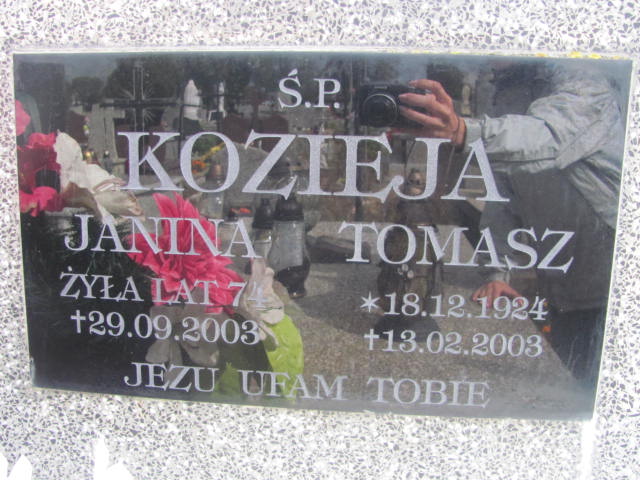 Ś.P.
KOZIEJA
JANINA
ŻYŁA LAT 74
✝29.09.2003
TOMASZ
✶18.12.1924
✝13.02.2003
JEZU UFAM TOBIE